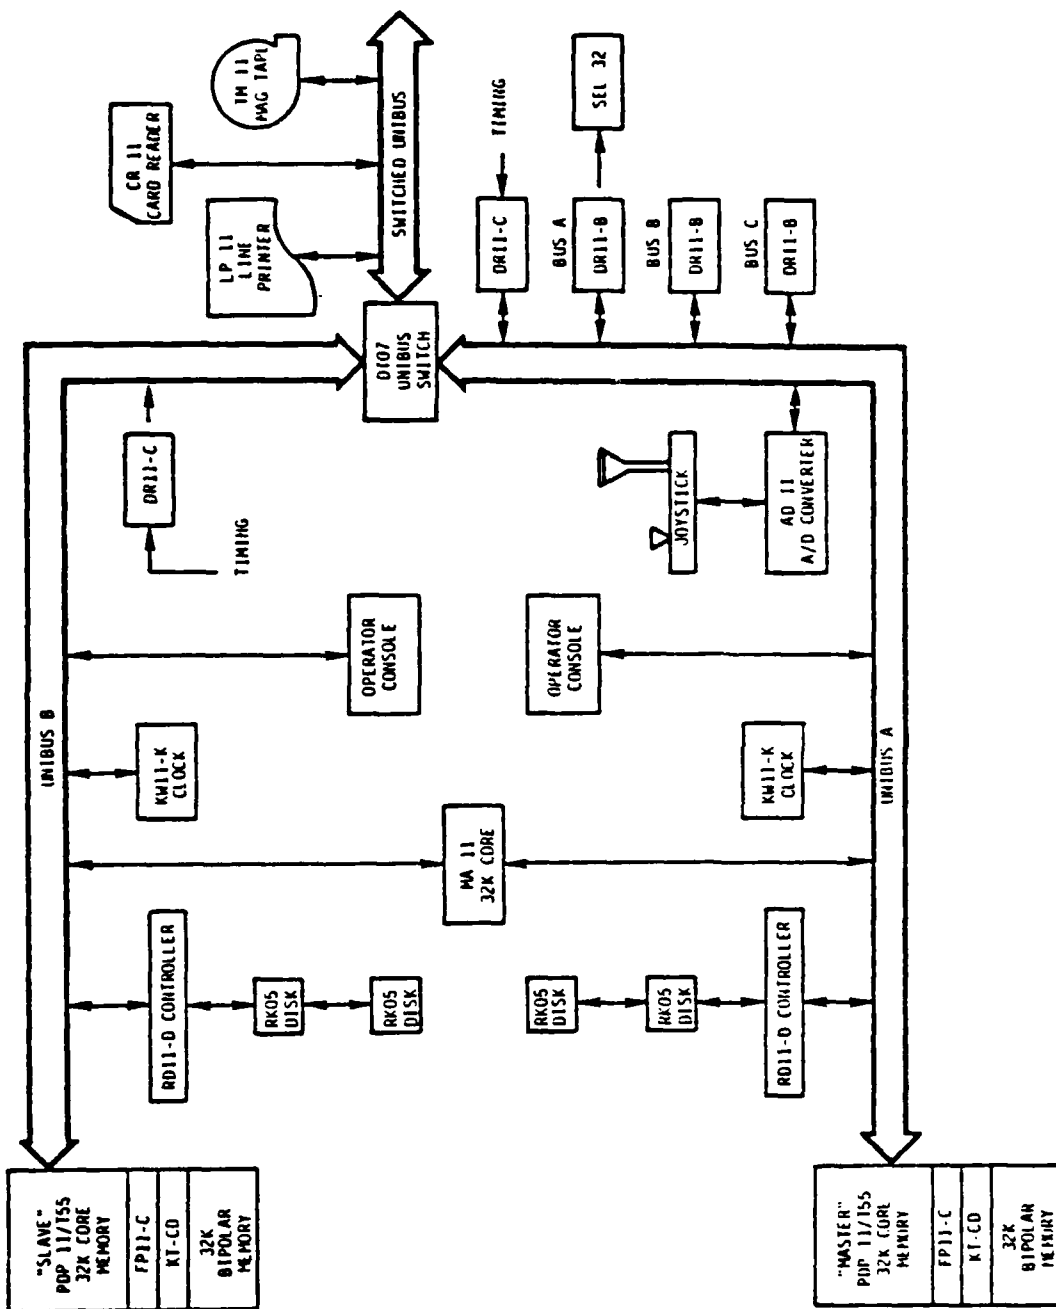 "SLAVE"
PDP 11/T55
32K CORE
MEMORY
FP11-C
KT-CD
32K
BIPOLAR
MEMORY
UNIBUS B
RD11-D CONTROLLER
RK05
DISK
RK05
DISK
KW11-K
CLOCK
OPERATOR
CONSOLE
TIMING
DR11-C
MA 11
32K CORE
DI07
UNIBUS
SWITCH
LP 11
LINE
PRINTER
CR 11
CARD READER
TM 11
MAG TAPE
SWITCHED UNIBUS
DR11-C
TIMING
BUS A
DR11-B
SEL 32
BUS B
DR11-B
BUS C
DR11-B
OPERATOR
CONSOLE
JOYSTICK
AD 11
A/D CONVERTER
KW11-K
CLOCK
RK05
DISK
RK05
DISK
RD11-D CONTROLLER
UNIBUS A
"MASTER"
PDP 11/T55
32K CORE
MEMORY
FP11-C
KT-CD
32K
BIPOLAR
MEMORY